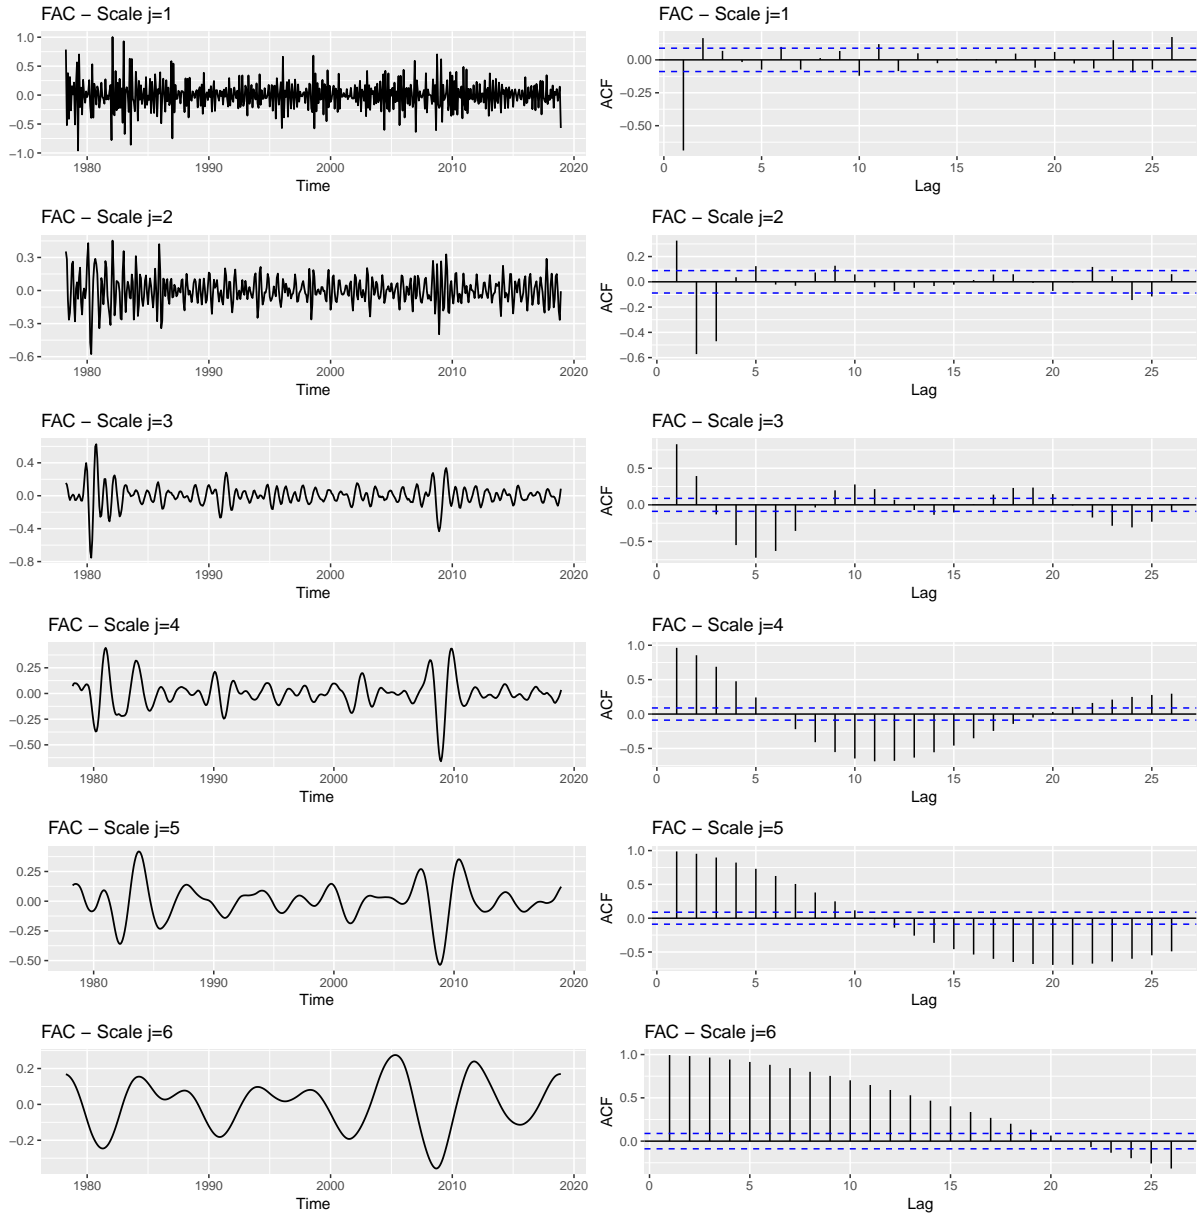 FAC – Scale j=1
1.0
0.5
0.0
−0.5
−1.0
1980 1990 2000 2010 2020
Time
FAC – Scale j=1
ACF
0.00
−0.25
−0.50
0 5 10 15 20 25
Lag
FAC – Scale j=2
0.3
0.0
−0.3
−0.6
1980 1990 2000 2010 2020
Time
FAC – Scale j=2
ACF
0.2
0.0
−0.2
−0.4
−0.6
0 5 10 15 20 25
Lag
FAC – Scale j=3
0.4
0.0
−0.4
−0.8
1980 1990 2000 2010 2020
Time
FAC – Scale j=3
ACF
0.5
0.0
−0.5
0 5 10 15 20 25
Lag
FAC – Scale j=4
0.25
0.00
−0.25
−0.50
1980 1990 2000 2010 2020
Time
FAC – Scale j=4
ACF
1.0
0.5
0.0
−0.5
0 5 10 15 20 25
Lag
FAC – Scale j=5
0.25
0.00
−0.25
−0.50
1980 1990 2000 2010 2020
Time
FAC – Scale j=5
ACF
1.0
0.5
0.0
−0.5
0 5 10 15 20 25
Lag
FAC – Scale j=6
0.2
0.0
−0.2
1980 1990 2000 2010 2020
Time
FAC – Scale j=6
ACF
1.0
0.5
0.0
0 5 10 15 20 25
Lag